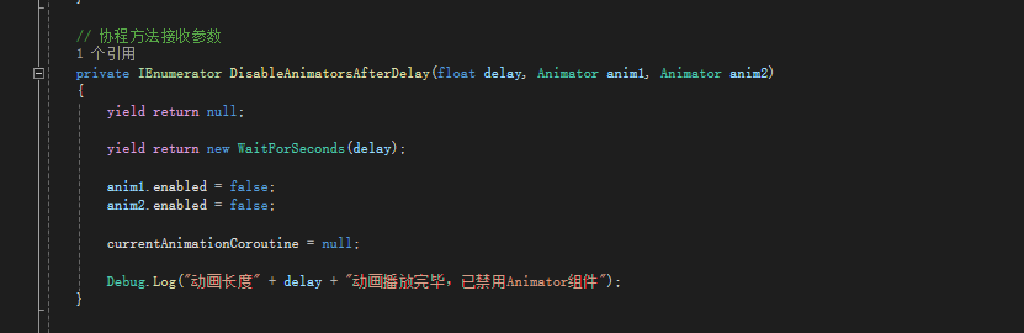 }
// 协程方法接收参数
1 个引用
private IEnumerator DisableAnimatorsAfterDelay(float delay, Animator anim1, Animator anim2)
{
yield return null;
yield return new WaitForSeconds(delay);
anim1.enabled = false;
anim2.enabled = false;
currentAnimationCoroutine = null;
Debug.Log("动画长度" + delay + "动画播放完毕，已禁用Animator组件");
}